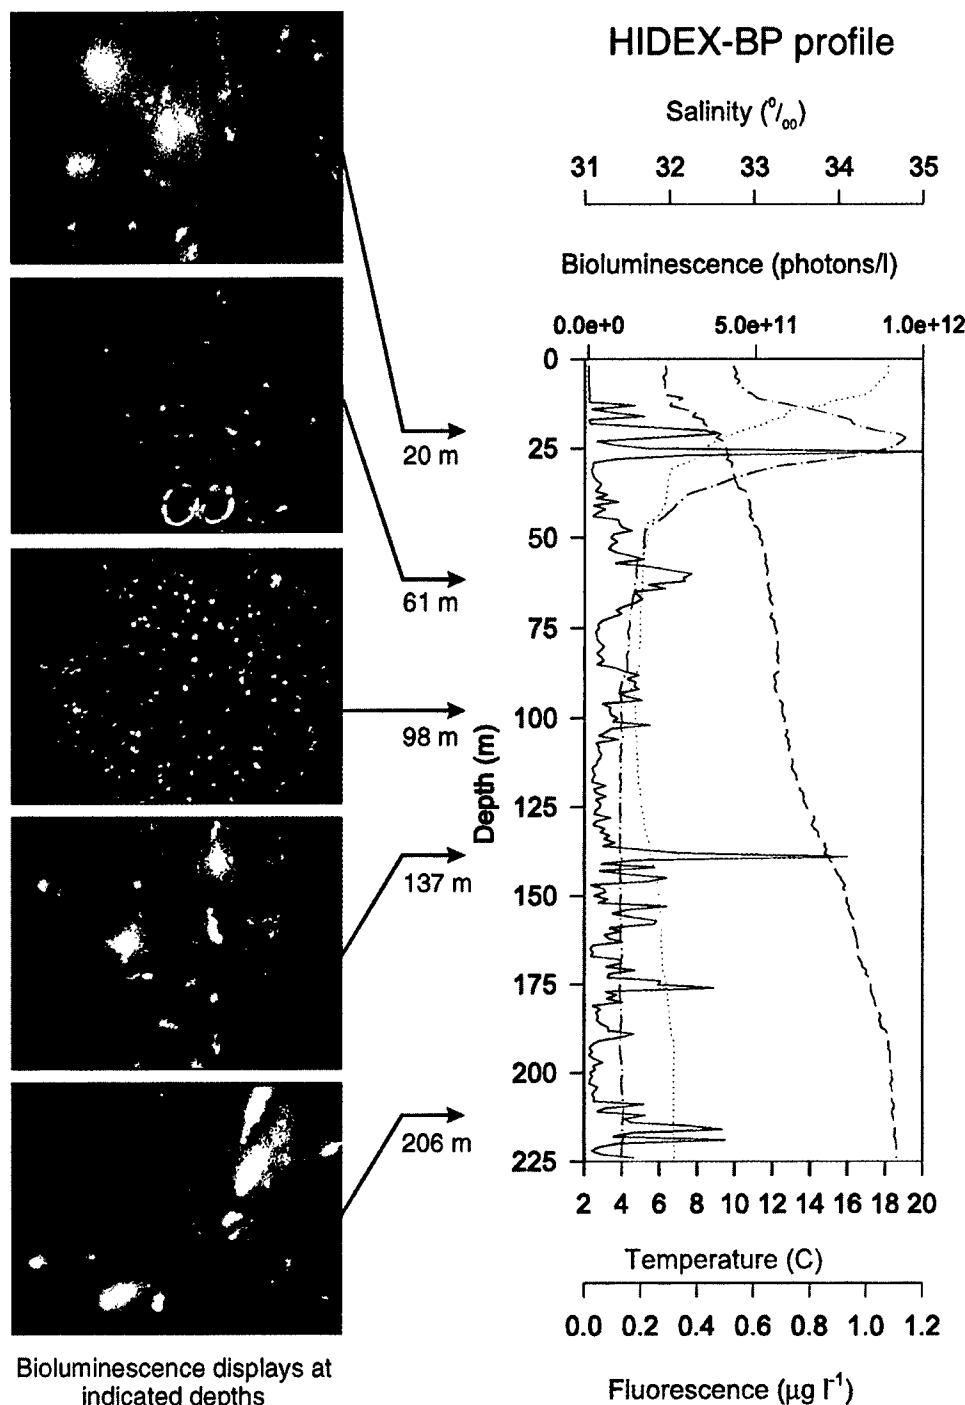 HIDEX-BP profile
Salinity (⁰/₀₀)
31 32 33 34 35
Bioluminescence (photons/l)
0.0e+0 5.0e+11 1.0e+12
0
25
50
75
100
125
150
175
200
225
Depth (m)
20 m
61 m
98 m
137 m
206 m
2 4 6 8 10 12 14 16 18 20
Temperature (C)
0.0 0.2 0.4 0.6 0.8 1.0 1.2
Fluorescence (µg l⁻¹)
Bioluminescence displays at
indicated depths